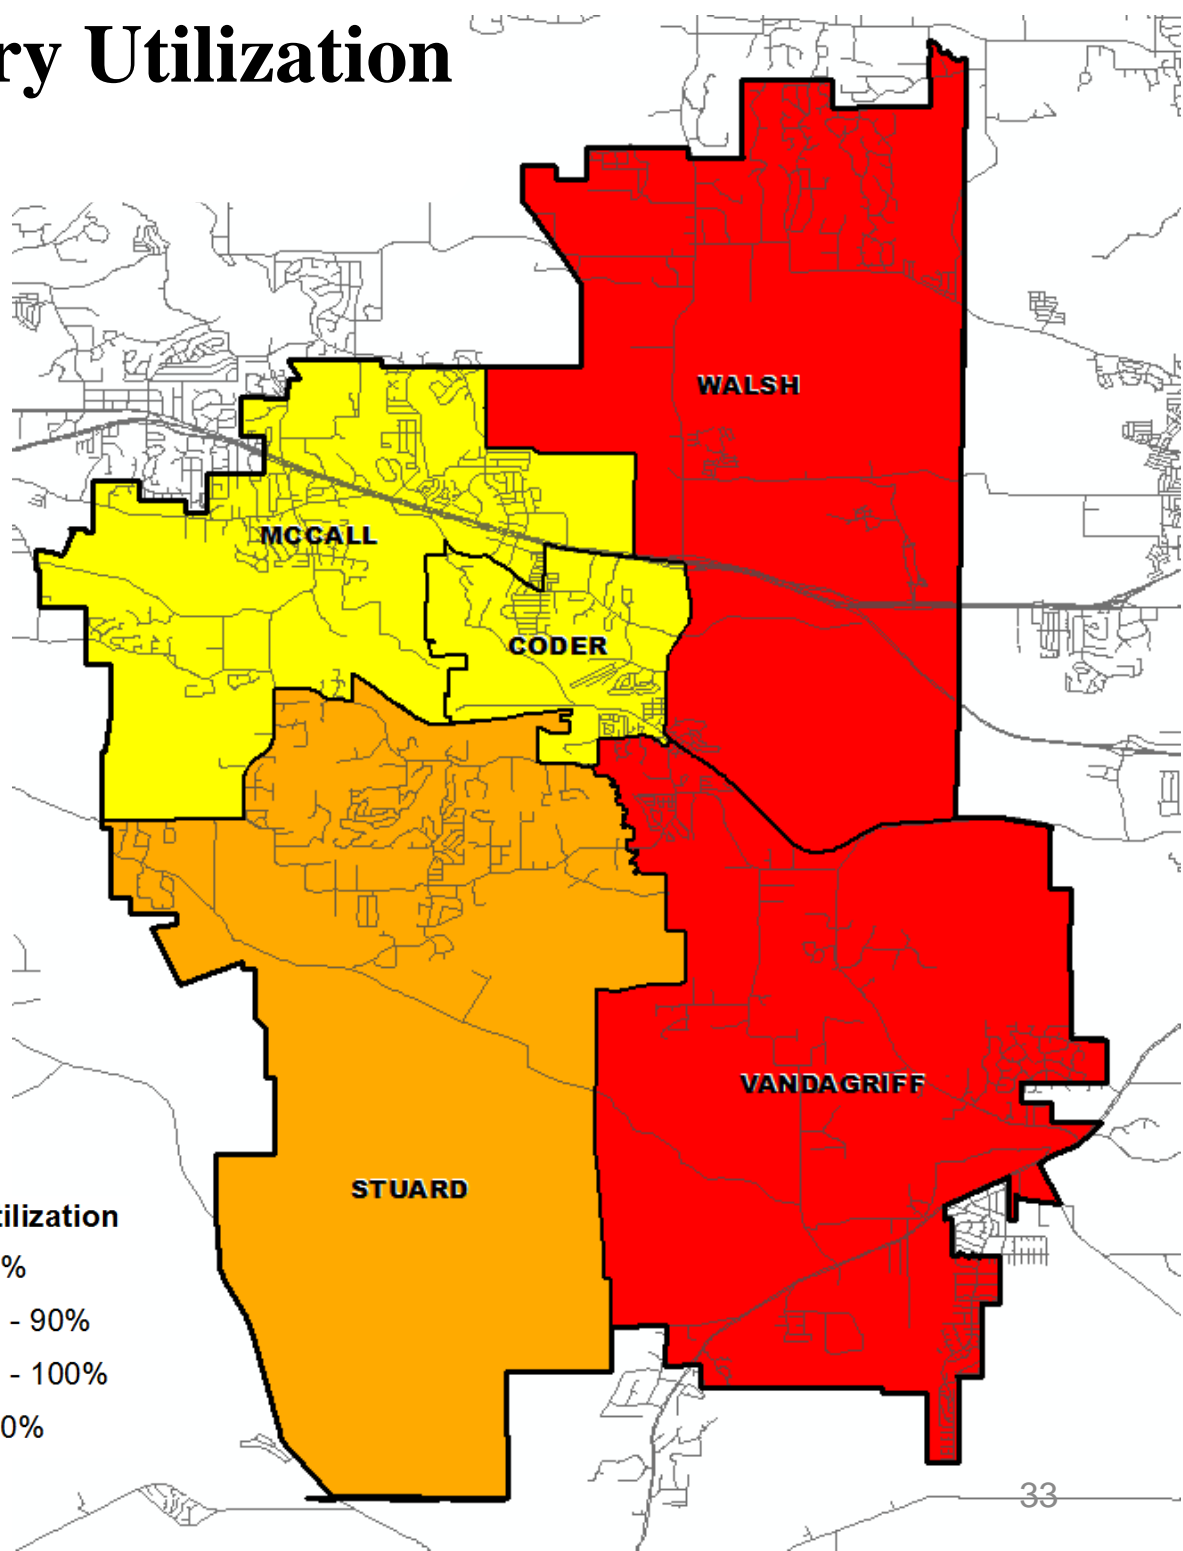 ry Utilization
WALSH
MCCALL
CODER
VANDAGRIFF
STUARD
tilization
%
- 90%
- 100%
0%
33